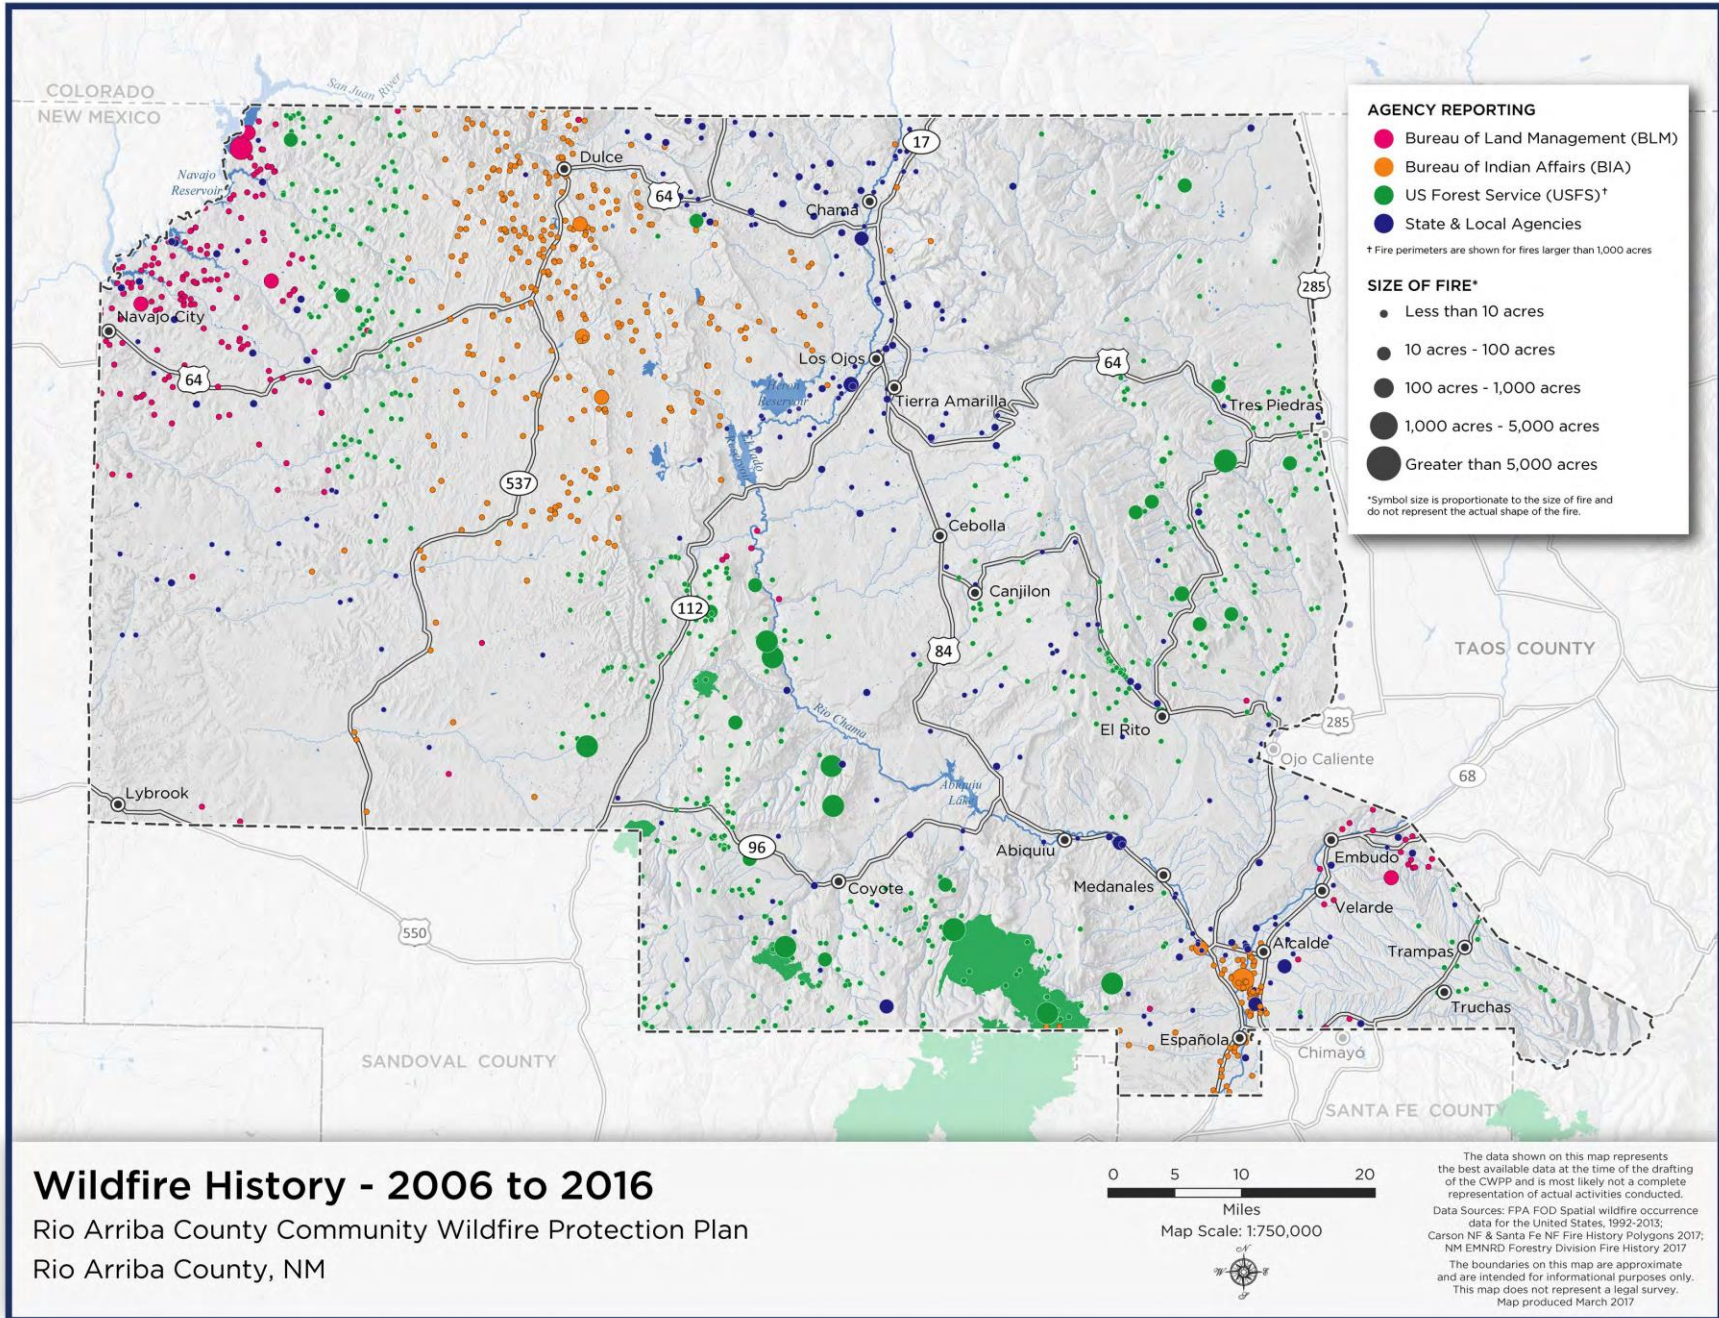 COLORADO
NEW MEXICO
San Juan River
Navajo
Reservoir
Dulce
17
64
Chama
285
Navajo City
64
Los Ojos
64
Heron
Reservoir
Tierra Amarilla
Tres Piedras
El Vado
Reservoir
537
Cebolla
Canjilon
112
84
TAOS COUNTY
Rio Chama
El Rito
285
Ojo Caliente
68
Lybrook
Abiquiu
Lake
96
Abiquiu
Embudo
Coyote
Medanales
Velarde
550
Alcalde
Trampas
Truchas
Española
Chimayó
SANDOVAL COUNTY
SANTA FE COUNTY
AGENCY REPORTING
Bureau of Land Management (BLM)
Bureau of Indian Affairs (BIA)
US Forest Service (USFS)†
State & Local Agencies
† Fire perimeters are shown for fires larger than 1,000 acres
SIZE OF FIRE*
Less than 10 acres
10 acres - 100 acres
100 acres - 1,000 acres
1,000 acres - 5,000 acres
Greater than 5,000 acres
*Symbol size is proportionate to the size of fire and
do not represent the actual shape of the fire.
Wildfire History - 2006 to 2016
Rio Arriba County Community Wildfire Protection Plan
Rio Arriba County, NM
0 5 10 20
Miles
Map Scale: 1:750,000
N
W E
S
The data shown on this map represents
the best available data at the time of the drafting
of the CWPP and is most likely not a complete
representation of actual activities conducted.
Data Sources: FPA FOD Spatial wildfire occurrence
data for the United States, 1992-2013;
Carson NF & Santa Fe NF Fire History Polygons 2017;
NM EMNRD Forestry Division Fire History 2017
The boundaries on this map are approximate
and are intended for informational purposes only.
This map does not represent a legal survey.
Map produced March 2017